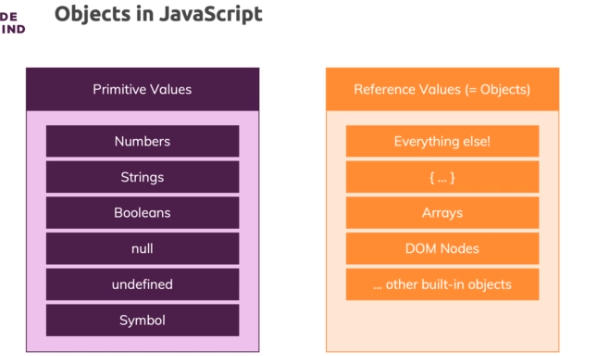 DE
IND
Objects in JavaScript
Primitive Values
Numbers
Strings
Booleans
null
undefined
Symbol
Reference Values (= Objects)
Everything else!
{ ... }
Arrays
DOM Nodes
... other built-in objects